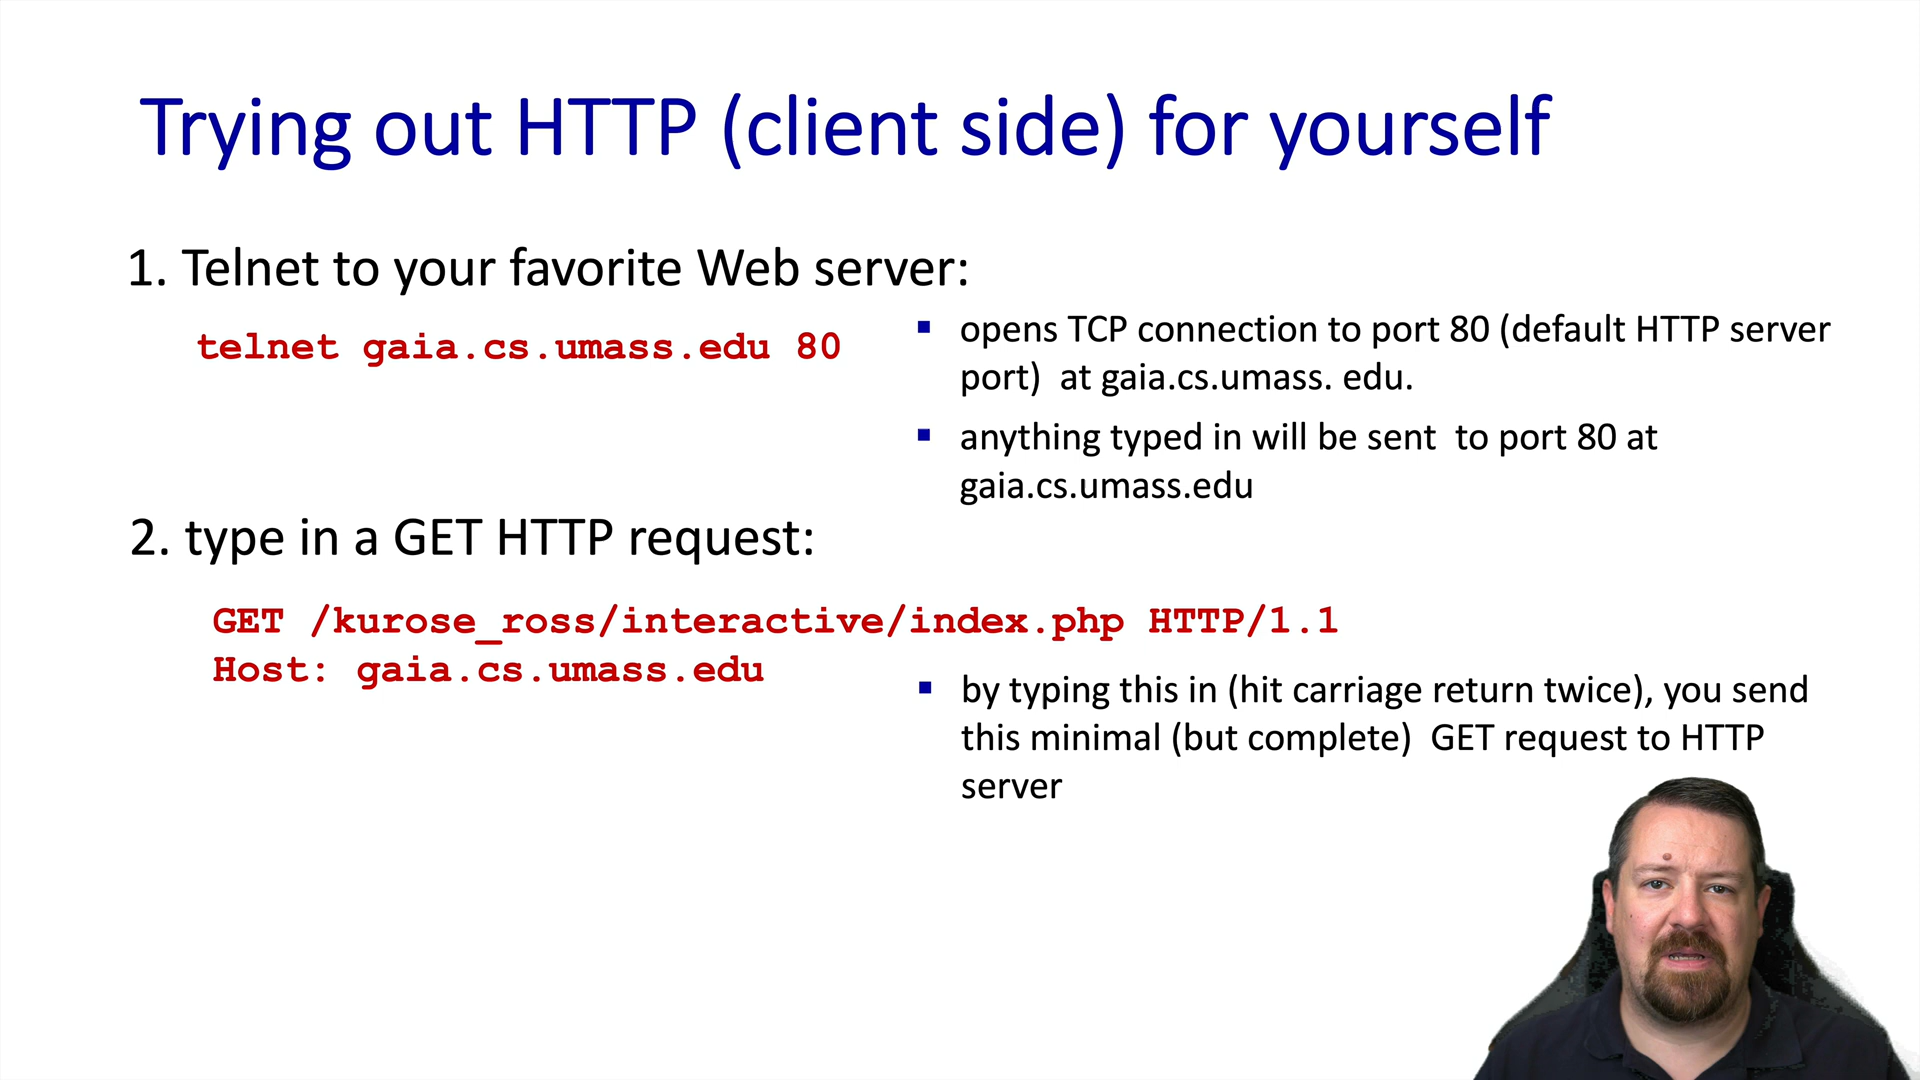 Trying out HTTP (client side) for yourself
1. Telnet to your favorite Web server:
telnet gaia.cs.umass.edu 80
▪ opens TCP connection to port 80 (default HTTP server
port)  at gaia.cs.umass. edu.
▪ anything typed in will be sent  to port 80 at
gaia.cs.umass.edu
2. type in a GET HTTP request:
GET /kurose_ross/interactive/index.php HTTP/1.1
Host: gaia.cs.umass.edu
▪ by typing this in (hit carriage return twice), you send
this minimal (but complete)  GET request to HTTP
server